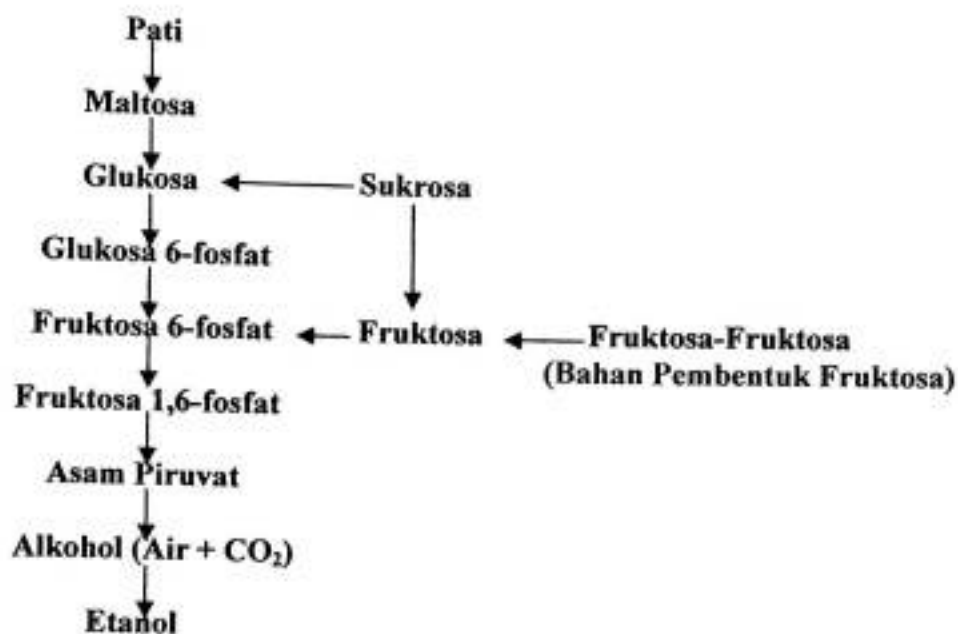 Pati
Maltosa
Glukosa
Sukrosa
Glukosa 6-fosfat
Fruktosa 6-fosfat
Fruktosa
Fruktosa-Fruktosa
(Bahan Pembentuk Fruktosa)
Fruktosa 1,6-fosfat
Asam Piruvat
Alkohol (Air + CO₂)
Etanol